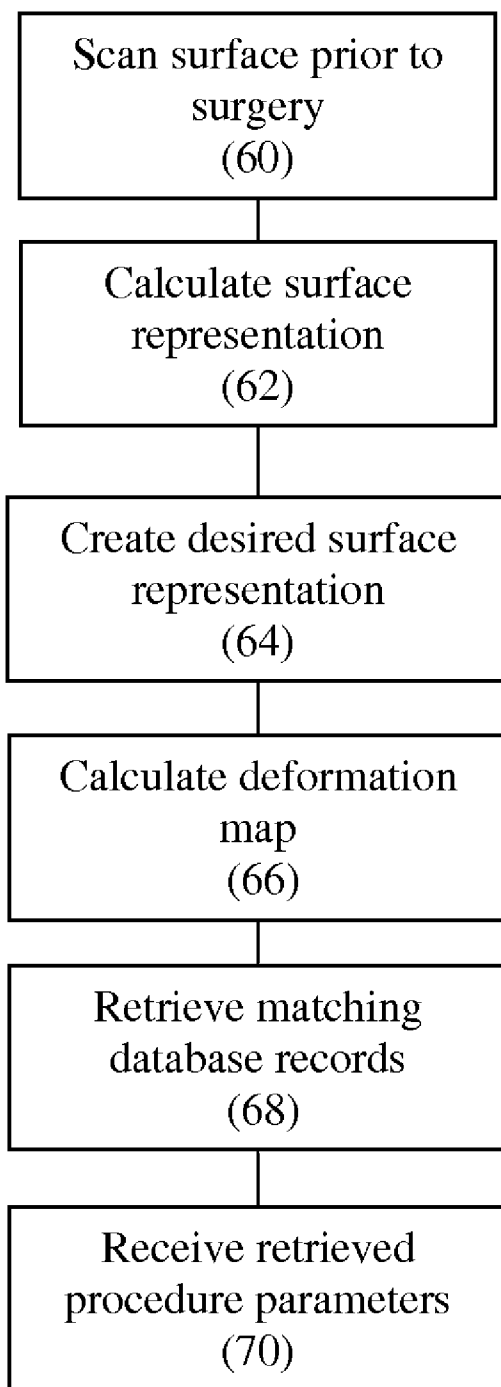 Scan surface prior to
surgery
(60)
Calculate surface
representation
(62)
Create desired surface
representation
(64)
Calculate deformation
map
(66)
Retrieve matching
database records
(68)
Receive retrieved
procedure parameters
(70)